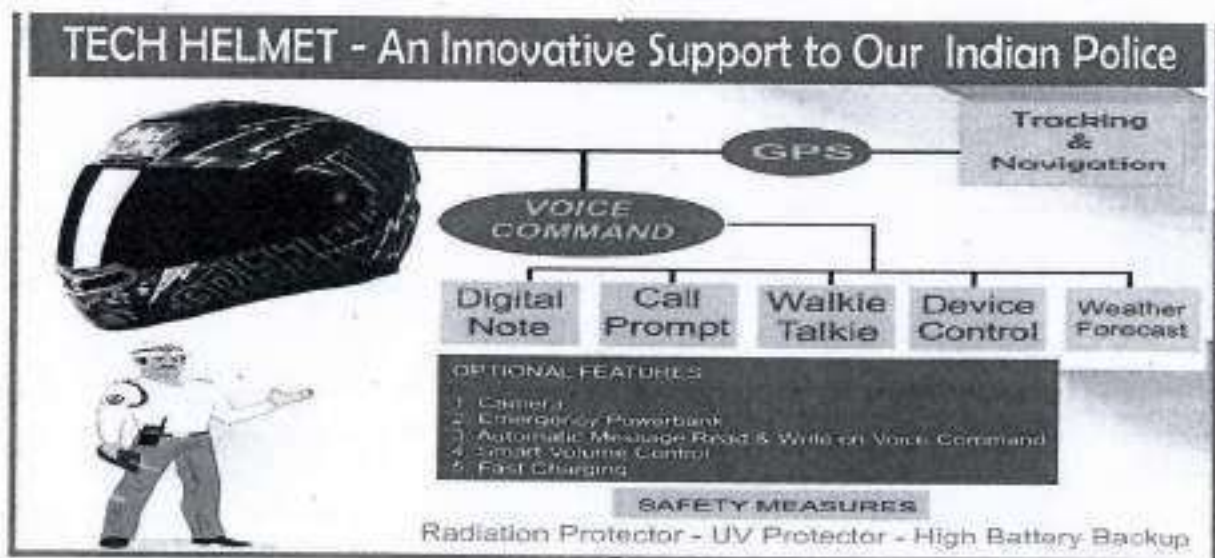 TECH HELMET - An Innovative Support to Our Indian Police
Tracking
&
Navigation
GPS
VOICE
COMMAND
Digital
Note
Call
Prompt
Walkie
Talkie
Device
Control
Weather
Forecast
OPTIONAL FEATURES
1. Camera
2. Emergency Powerbank
3. Automatic Message Read & Write on Voice Command
4. Smart Volume Control
5. Fast Charging
SAFETY MEASURES
Radiation Protector - UV Protector - High Battery Backup